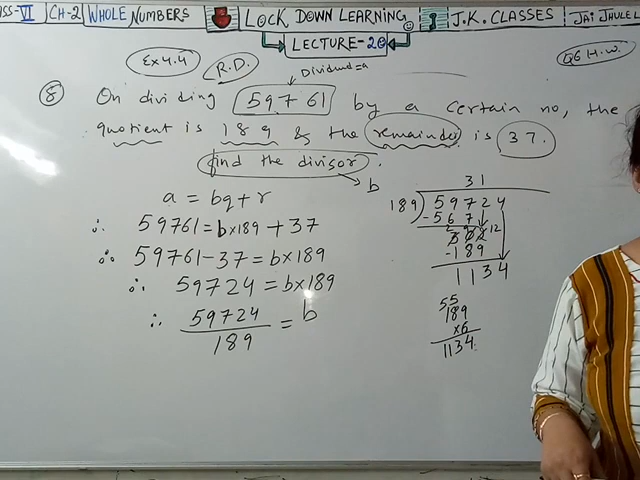 SS-VI CH-2 WHOLE NUMBERS LOCK DOWN LEARNING J.K. CLASSES JAI JHULELA
LECTURE-20
Ex 4.4 R.D. Q6 H.W.
Dividend=a
⑧ On dividing 59761 by a certain no, the
quotient is 189 & the remainder is 37.
find the divisor.
b
a = bq+r
∴ 59761 = b×189 + 37
∴ 59761-37 = b×189
∴ 59724 = b×189
∴ 59724/189 = b
31
189) 59724
-567
302 12
-189
1134
55
189
×6
1134